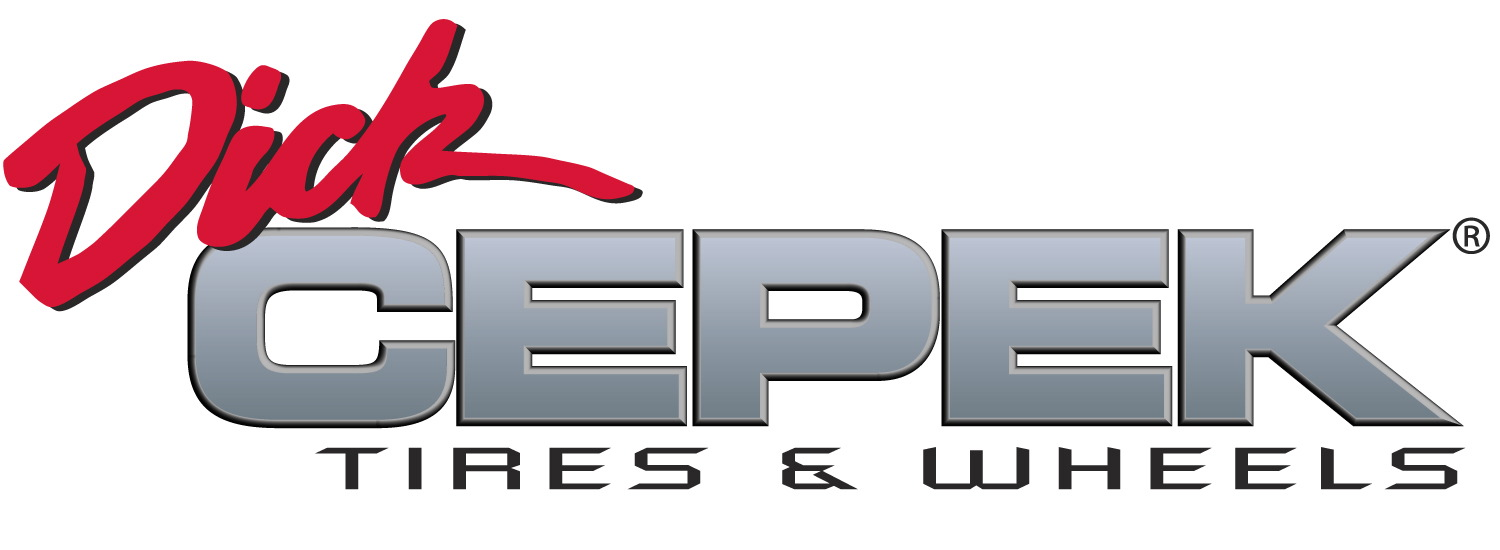 Dick
CEPEK®
TIRES & WHEELS